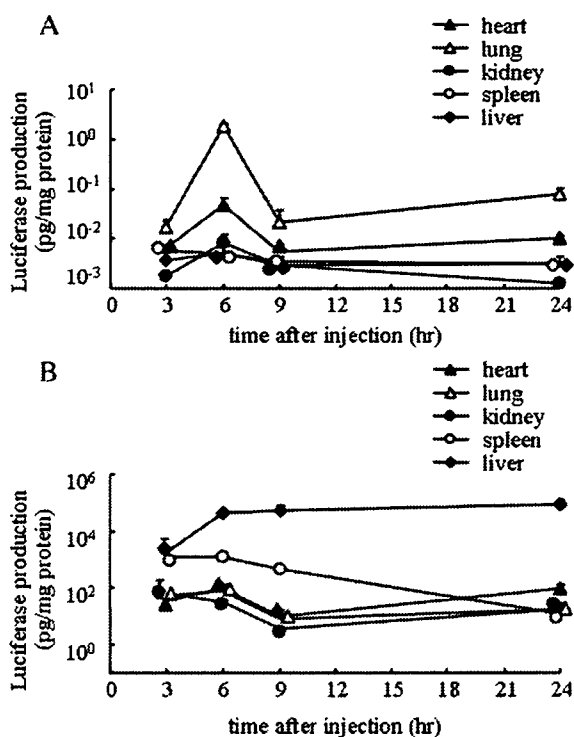 A
heart
lung
kidney
spleen
liver
Luciferase production
(pg/mg protein)
10¹
10⁰
10⁻¹
10⁻²
10⁻³
0 3 6 9 12 15 18 21 24
time after injection (hr)
B
heart
lung
kidney
spleen
liver
Luciferase production
(pg/mg protein)
10⁶
10⁴
10²
10⁰
0 3 6 9 12 15 18 21 24
time after injection (hr)